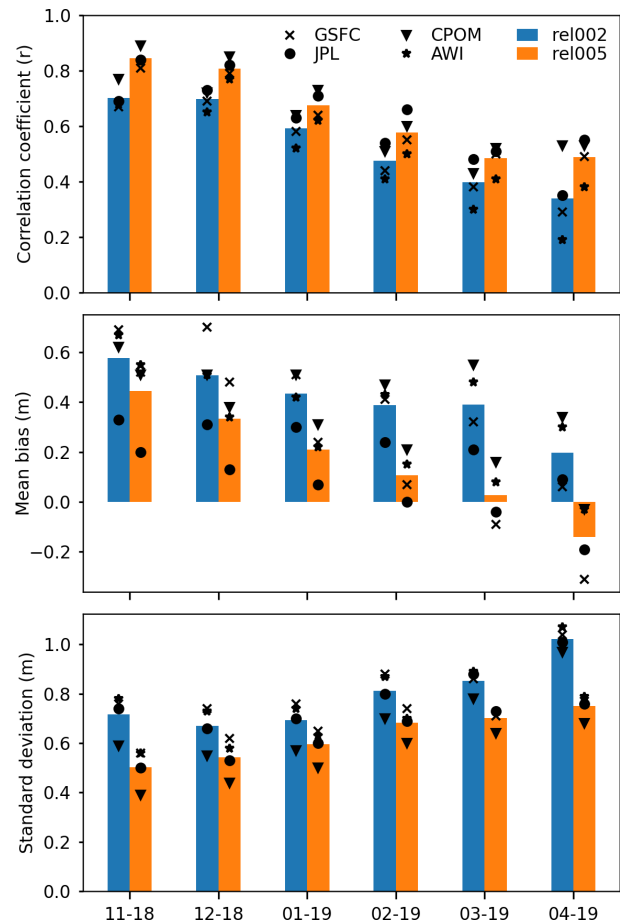 GSFC CPOM rel002
JPL AWI rel005
Correlation coefficient (r)
1.0
0.8
0.6
0.4
0.2
0.0
Mean bias (m)
0.6
0.4
0.2
0.0
−0.2
Standard deviation (m)
1.0
0.8
0.6
0.4
0.2
0.0
11-18 12-18 01-19 02-19 03-19 04-19